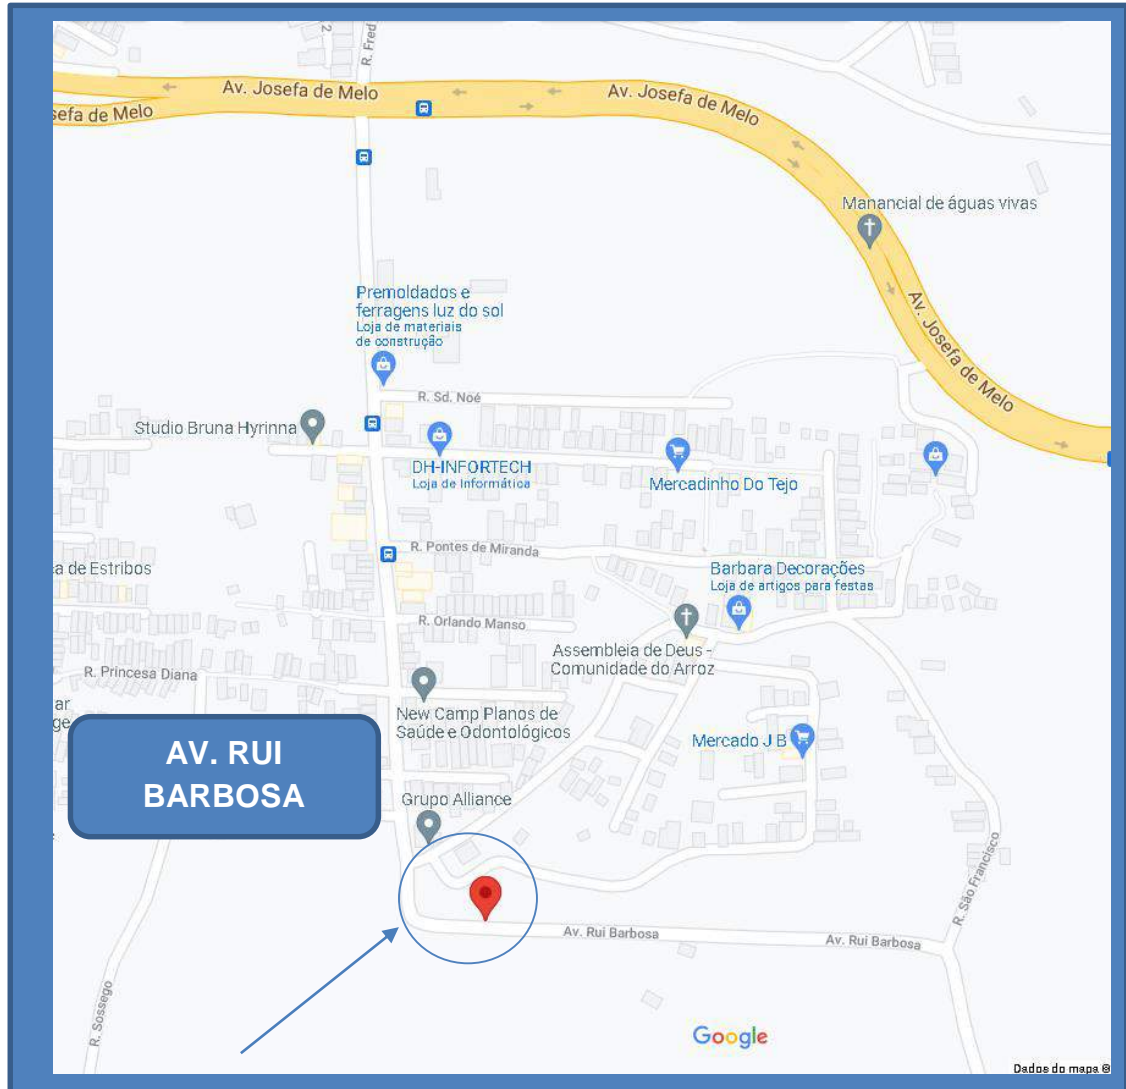 2
R. Fred
Av. Josefa de Melo
Av. Josefa de Melo
sefa de Melo
Manancial de águas vivas
Premoldados e
ferragens luz do sol
Loja de materiais
de construção
Av. Josefa de Melo
R. Sd. Noé
Studio Bruna Hyrinna
DH-INFORTECH
Loja de Informática
Mercadinho Do Tejo
R. Pontes de Miranda
a de Estribos
Barbara Decorações
Loja de artigos para festas
R. Orlando Manso
Assembleia de Deus -
Comunidade do Arroz
R. Princesa Diana
ar
ge
New Camp Planos de
Saúde e Odontológicos
Mercado J B
AV. RUI
BARBOSA
Grupo Alliance
R. São Francisco
Av. Rui Barbosa
Av. Rui Barbosa
R. Sossego
Google
Dados do mapa ©